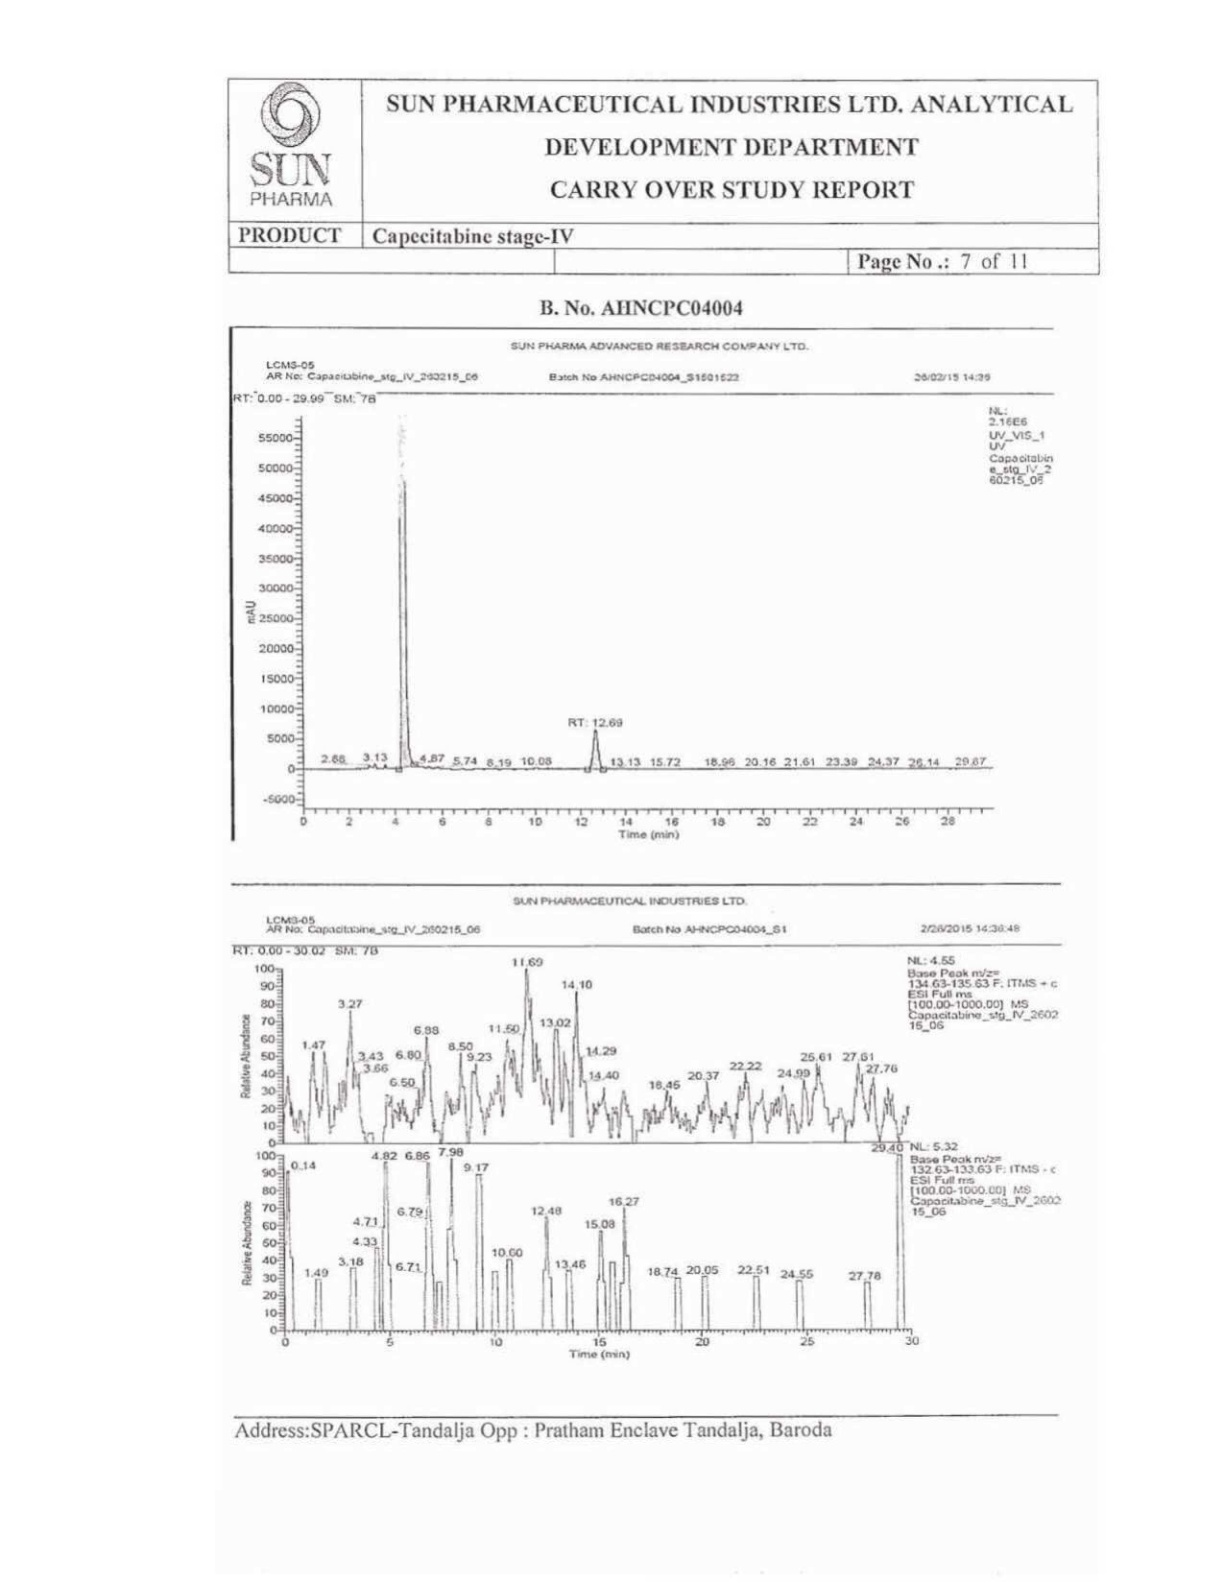 SUN
PHARMA
SUN PHARMACEUTICAL INDUSTRIES LTD. ANALYTICAL
DEVELOPMENT DEPARTMENT
CARRY OVER STUDY REPORT
PRODUCT Capecitabine stage-IV
Page No .: 7 of 11
B. No. AHNCPC04004
SUN PHARMA ADVANCED RESEARCH COMPANY LTD.
LCMS-05
AR No: Capacitabine_stg_IV_260215_06 Batch No AHNCPC04004_S1501522 26/02/15 14:36
RT: 0.00 - 29.99 SM: 7B
NL:
2.16E6
UV_VIS_1
UV
Capacitabin
e_stg_IV_2
60215_05
55000
50000
45000
40000
35000
30000
25000
20000
15000
10000
5000
0
-5000
mAU
RT: 12.69
2.66 3.13 4.87 5.74 8.19 10.08 13.13 15.72 18.96 20.16 21.61 23.39 24.37 26.14 29.67
0 2 4 6 8 10 12 14 16 18 20 22 24 26 28
Time (min)
SUN PHARMACEUTICAL INDUSTRIES LTD.
LCMS-05
AR No: Capacitabine_stg_IV_260215_06 Batch No AHNCPC04004_S1 2/26/2015 14:36:48
RT: 0.00 - 30.02 SM: 7B
NL: 4.55
Base Peak m/z=
134.63-135.63 F: ITMS + c
ESI Full ms
[100.00-1000.00] MS
Capacitabine_stg_IV_2602
15_06
100
90
80
70
60
50
40
30
20
10
0
Relative Abundance
1.47 3.27 3.43 3.66 6.50 6.80 6.88 8.50 9.23 11.50 11.69 13.02 14.10 14.29 14.40 18.45 20.37 22.22 24.99 25.61 27.61 27.76
NL: 5.32
Base Peak m/z=
132.63-133.63 F: ITMS - c
ESI Full ms
[100.00-1000.00] MS
Capacitabine_stg_IV_2602
15_06
100
90
80
70
60
50
40
30
20
10
0
Relative Abundance
0.14 1.49 3.18 4.33 4.71 4.82 6.71 6.79 6.86 7.98 9.17 10.60 12.48 13.46 15.08 16.27 18.74 20.05 22.51 24.55 27.78 29.40
0 5 10 15 20 25 30
Time (min)
Address:SPARCL-Tandalja Opp : Pratham Enclave Tandalja, Baroda